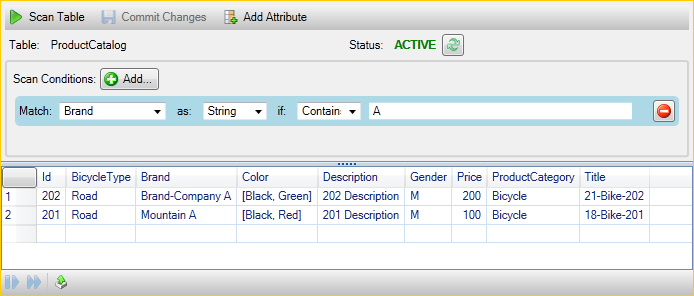 Scan Table Commit Changes Add Attribute
Table: ProductCatalog Status: ACTIVE
Scan Conditions: Add...
Match: Brand as: String if: Contain: A
Id BicycleType Brand Color Description Gender Price ProductCategory Title
1 202 Road Brand-Company A [Black, Green] 202 Description M 200 Bicycle 21-Bike-202
2 201 Road Mountain A [Black, Red] 201 Description M 100 Bicycle 18-Bike-201